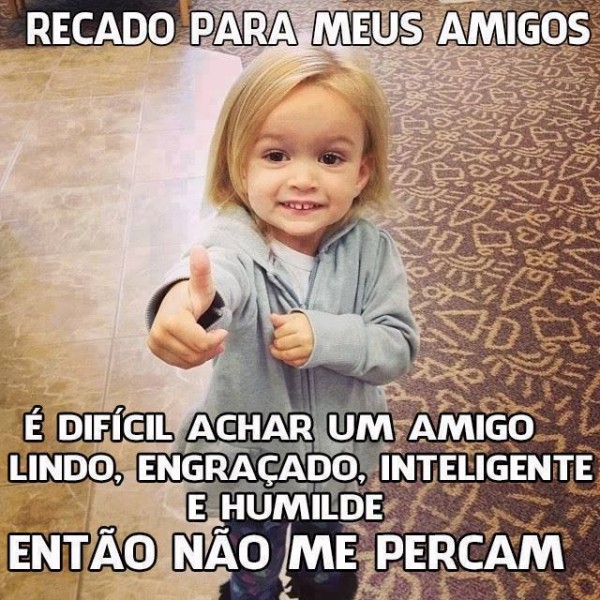 RECADO PARA MEUS AMIGOS
É DIFÍCIL ACHAR UM AMIGO
LINDO, ENGRAÇADO, INTELIGENTE
E HUMILDE
ENTÃO NÃO ME PERCAM